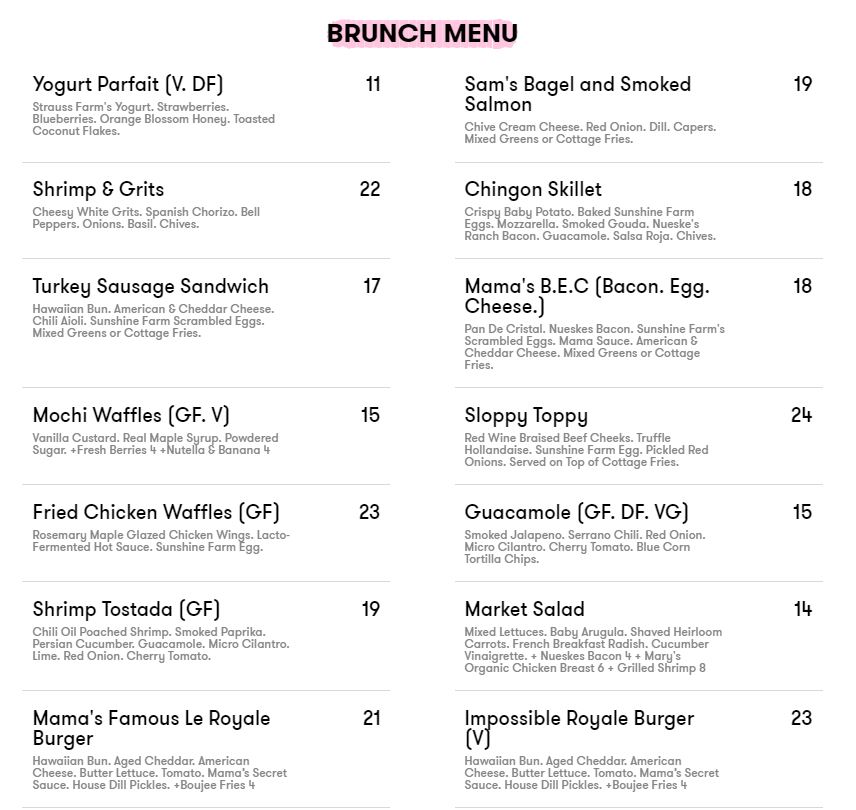 BRUNCH MENU
Yogurt Parfait (V. DF) 11
Strauss Farm's Yogurt. Strawberries.
Blueberries. Orange Blossom Honey. Toasted
Coconut Flakes.
Shrimp & Grits 22
Cheesy White Grits. Spanish Chorizo. Bell
Peppers. Onions. Basil. Chives.
Turkey Sausage Sandwich 17
Hawaiian Bun. American & Cheddar Cheese.
Chili Aioli. Sunshine Farm Scrambled Eggs.
Mixed Greens or Cottage Fries.
Mochi Waffles (GF. V) 15
Vanilla Custard. Real Maple Syrup. Powdered
Sugar. +Fresh Berries 4 +Nutella & Banana 4
Fried Chicken Waffles (GF) 23
Rosemary Maple Glazed Chicken Wings. Lacto-
Fermented Hot Sauce. Sunshine Farm Egg.
Shrimp Tostada (GF) 19
Chili Oil Poached Shrimp. Smoked Paprika.
Persian Cucumber. Guacamole. Micro Cilantro.
Lime. Red Onion. Cherry Tomato.
Mama's Famous Le Royale 21
Burger
Hawaiian Bun. Aged Cheddar. American
Cheese. Butter Lettuce. Tomato. Mama's Secret
Sauce. House Dill Pickles. +Boujee Fries 4
Sam's Bagel and Smoked 19
Salmon
Chive Cream Cheese. Red Onion. Dill. Capers.
Mixed Greens or Cottage Fries.
Chingon Skillet 18
Crispy Baby Potato. Baked Sunshine Farm
Eggs. Mozzarella. Smoked Gouda. Nueske's
Ranch Bacon. Guacamole. Salsa Roja. Chives.
Mama's B.E.C (Bacon. Egg. 18
Cheese.)
Pan De Cristal. Nueskes Bacon. Sunshine Farm's
Scrambled Eggs. Mama Sauce. American &
Cheddar Cheese. Mixed Greens or Cottage
Fries.
Sloppy Toppy 24
Red Wine Braised Beef Cheeks. Truffle
Hollandaise. Sunshine Farm Egg. Pickled Red
Onions. Served on Top of Cottage Fries.
Guacamole (GF. DF. VG) 15
Smoked Jalapeno. Serrano Chili. Red Onion.
Micro Cilantro. Cherry Tomato. Blue Corn
Tortilla Chips.
Market Salad 14
Mixed Lettuces. Baby Arugula. Shaved Heirloom
Carrots. French Breakfast Radish. Cucumber
Vinaigrette. + Nueskes Bacon 4 + Mary's
Organic Chicken Breast 6 + Grilled Shrimp 8
Impossible Royale Burger 23
(V)
Hawaiian Bun. Aged Cheddar. American
Cheese. Butter Lettuce. Tomato. Mama's Secret
Sauce. House Dill Pickles. +Boujee Fries 4